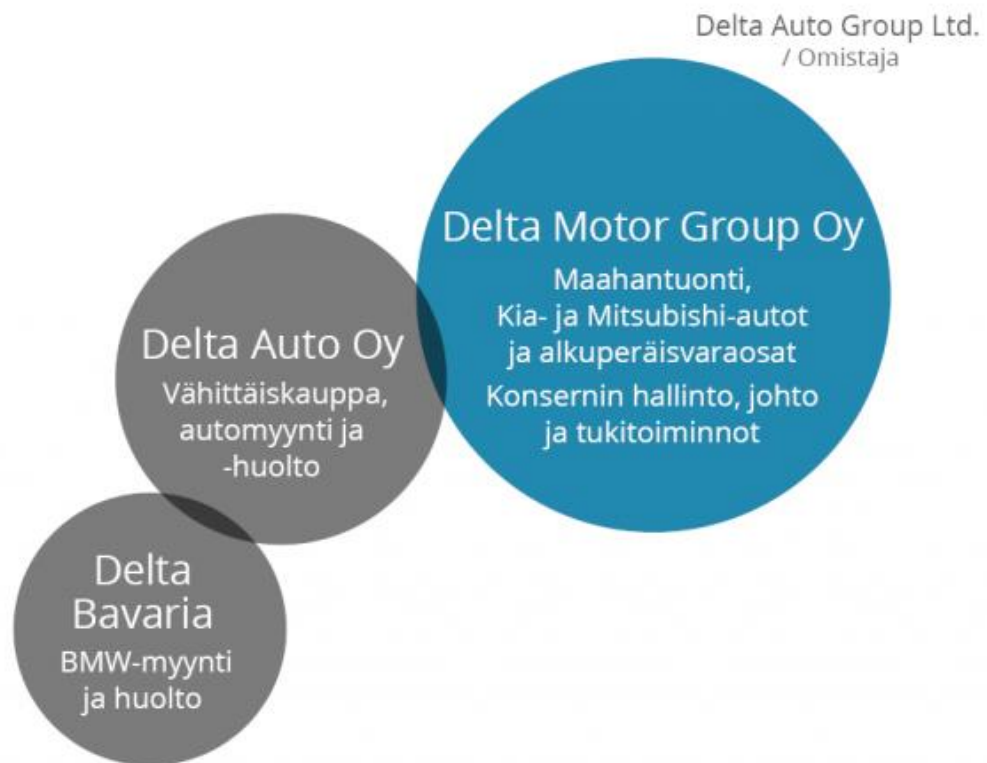 Delta Auto Group Ltd.
/ Omistaja
Delta Motor Group Oy
Maahantuonti,
Kia- ja Mitsubishi-autot
ja alkuperäisvaraosat
Konsernin hallinto, johto
ja tukitoiminnot
Delta Auto Oy
Vähittäiskauppa,
automyynti ja
-huolto
Delta
Bavaria
BMW-myynti
ja huolto